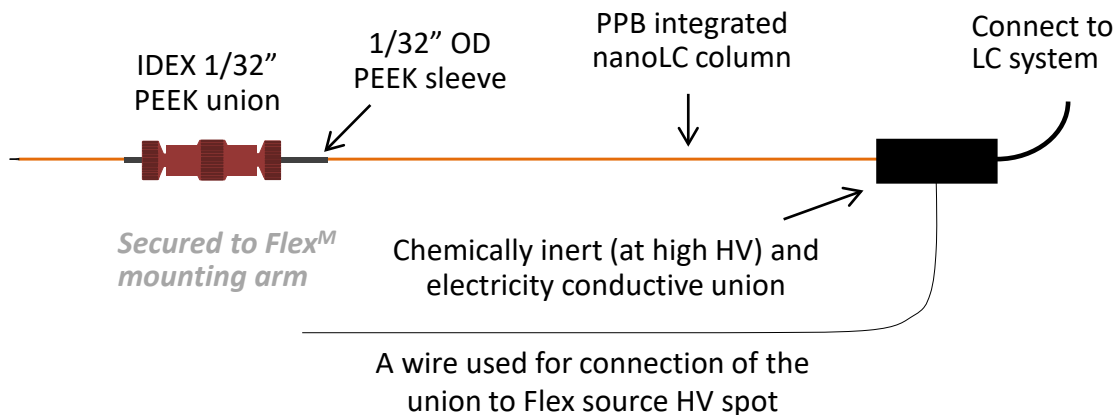 PPB integrated
nanoLC column
Connect to
LC system
1/32” OD
PEEK sleeve
IDEX 1/32”
PEEK union
Secured to Flexᴹ
mounting arm
Chemically inert (at high HV) and
electricity conductive union
A wire used for connection of the
union to Flex source HV spot